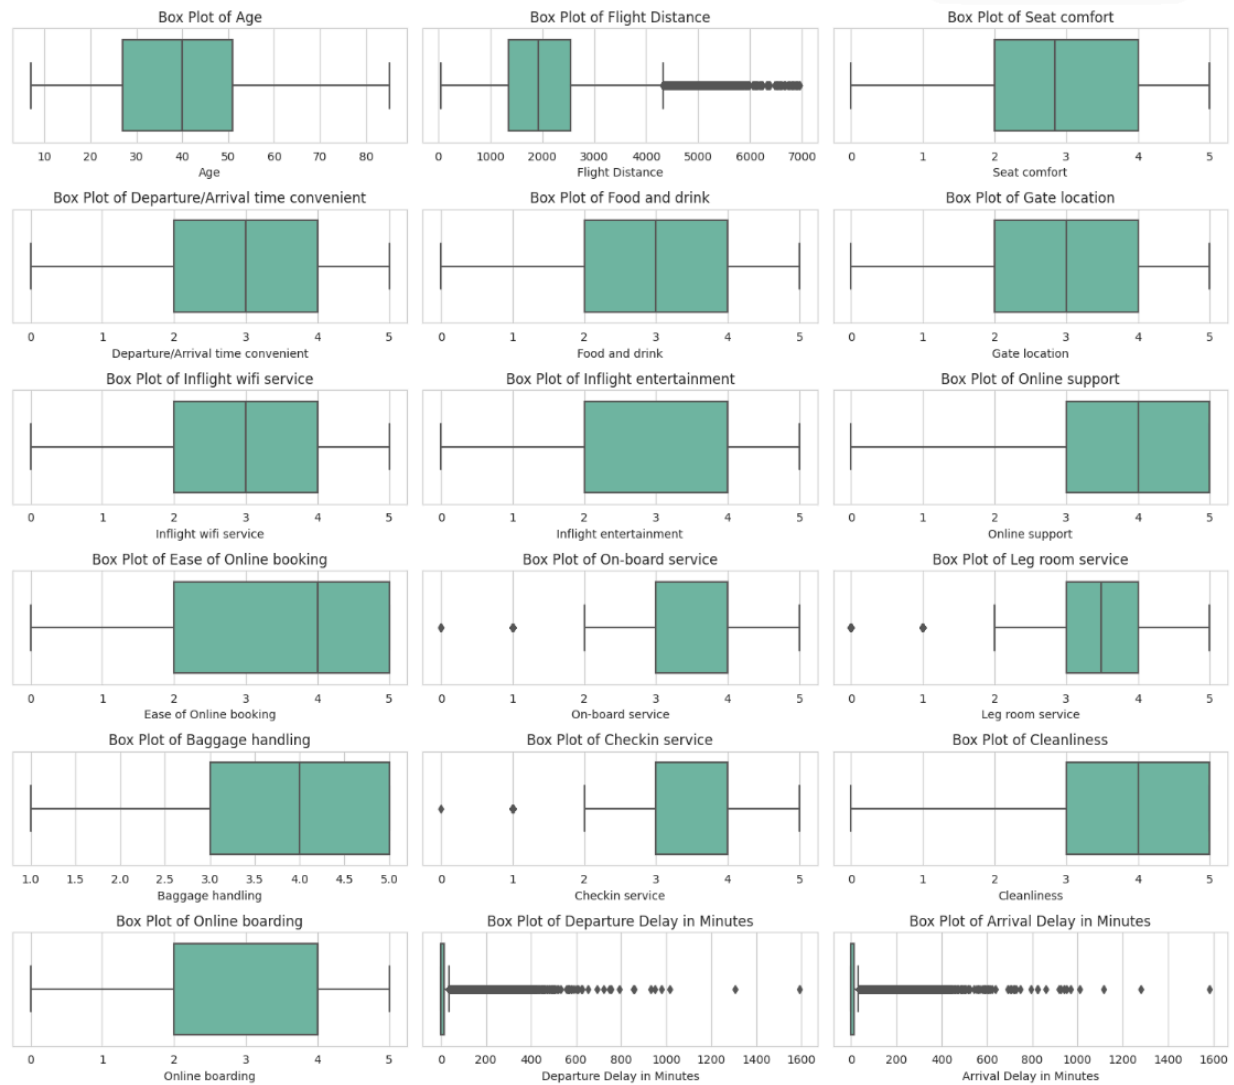 Box Plot of Age
10 20 30 40 50 60 70 80
Age
Box Plot of Flight Distance
0 1000 2000 3000 4000 5000 6000 7000
Flight Distance
Box Plot of Seat comfort
0 1 2 3 4 5
Seat comfort
Box Plot of Departure/Arrival time convenient
0 1 2 3 4 5
Departure/Arrival time convenient
Box Plot of Food and drink
0 1 2 3 4 5
Food and drink
Box Plot of Gate location
0 1 2 3 4 5
Gate location
Box Plot of Inflight wifi service
0 1 2 3 4 5
Inflight wifi service
Box Plot of Inflight entertainment
0 1 2 3 4 5
Inflight entertainment
Box Plot of Online support
0 1 2 3 4 5
Online support
Box Plot of Ease of Online booking
0 1 2 3 4 5
Ease of Online booking
Box Plot of On-board service
0 1 2 3 4 5
On-board service
Box Plot of Leg room service
0 1 2 3 4 5
Leg room service
Box Plot of Baggage handling
1.0 1.5 2.0 2.5 3.0 3.5 4.0 4.5 5.0
Baggage handling
Box Plot of Checkin service
0 1 2 3 4 5
Checkin service
Box Plot of Cleanliness
0 1 2 3 4 5
Cleanliness
Box Plot of Online boarding
0 1 2 3 4 5
Online boarding
Box Plot of Departure Delay in Minutes
0 200 400 600 800 1000 1200 1400 1600
Departure Delay in Minutes
Box Plot of Arrival Delay in Minutes
0 200 400 600 800 1000 1200 1400 1600
Arrival Delay in Minutes